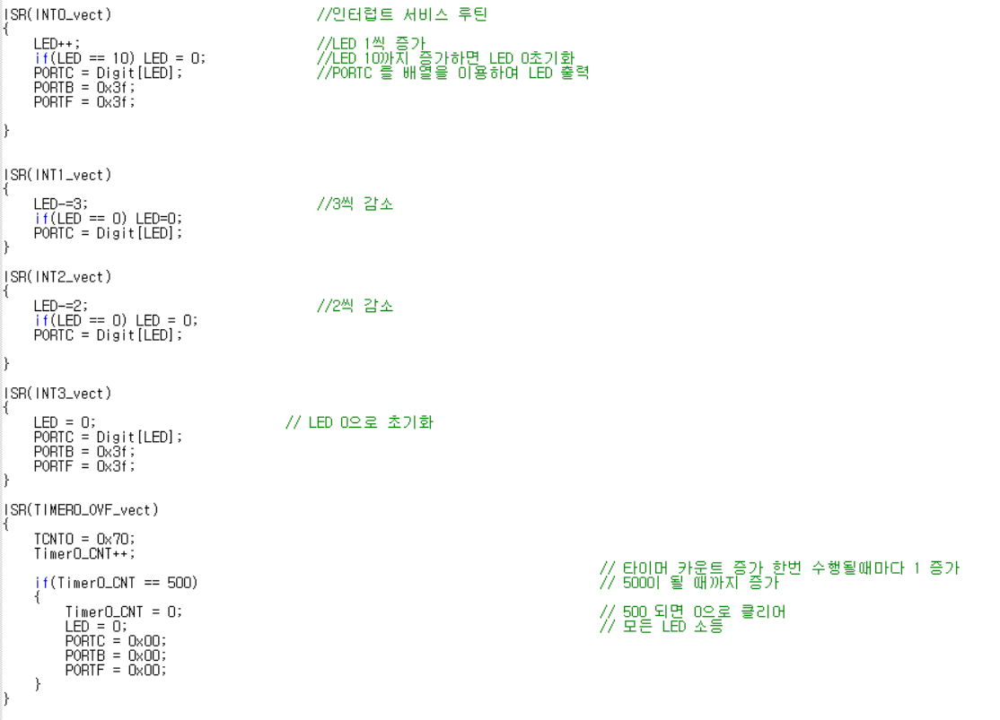 ISR(INT0_vect) //인터럽트 서비스 루틴
{
LED++; //LED 1씩 증가
if(LED == 10) LED = 0; //LED 10까지 증가하면 LED 0초기화
PORTC = Digit[LED]; //PORTC 를 배열을 이용하여 LED 출력
PORTB = 0x3f;
PORTF = 0x3f;
}
ISR(INT1_vect)
{
LED-=3; //3씩 감소
if(LED == 0) LED=0;
PORTC = Digit[LED];
}
ISR(INT2_vect)
{
LED-=2; //2씩 감소
if(LED == 0) LED = 0;
PORTC = Digit[LED];
}
ISR(INT3_vect)
{
LED = 0; // LED 0으로 초기화
PORTC = Digit[LED];
PORTB = 0x3f;
PORTF = 0x3f;
}
ISR(TIMER0_OVF_vect)
{
TCNT0 = 0x70;
Timer0_CNT++;
// 타이머 카운트 증가 한번 수행될때마다 1 증가
if(Timer0_CNT == 500) // 500이 될 때까지 증가
{
Timer0_CNT = 0; // 500 되면 0으로 클리어
LED = 0; // 모든 LED 소등
PORTC = 0x00;
PORTB = 0x00;
PORTF = 0x00;
}
}